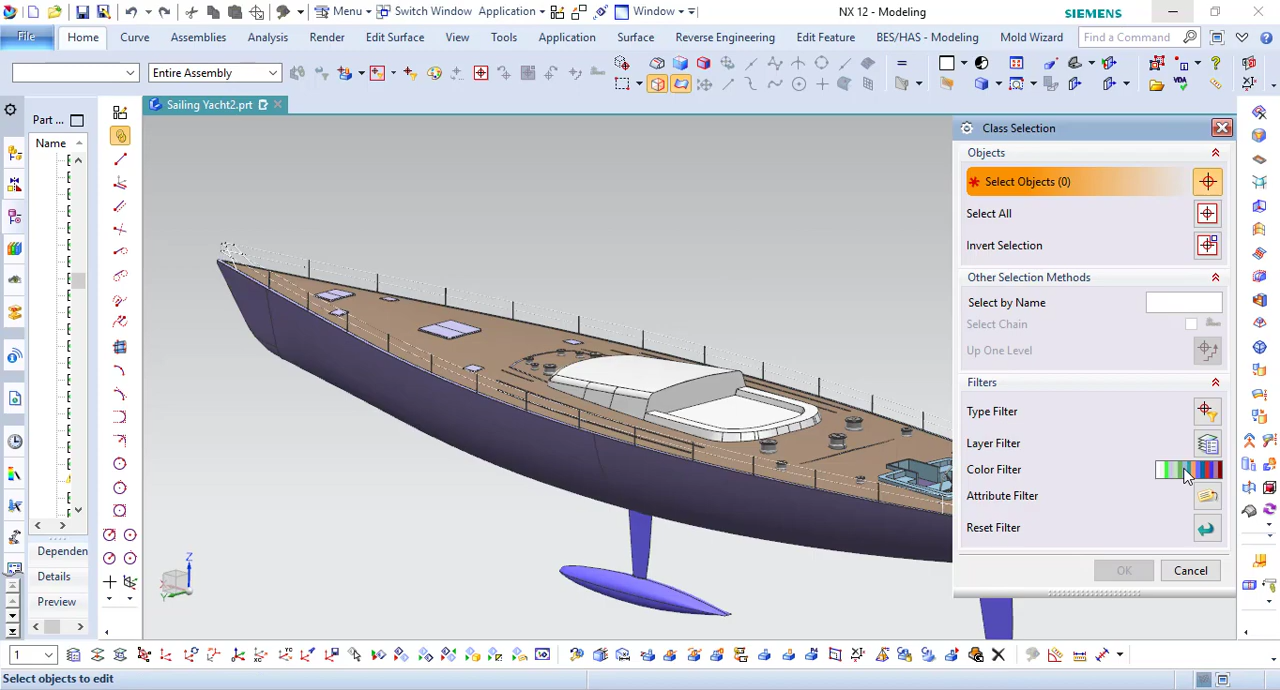 Menu
Switch Window
Application
Window
NX 12 - Modeling
SIEMENS
File
Home
Curve
Assemblies
Analysis
Render
Edit Surface
View
Tools
Application
Surface
Reverse Engineering
Edit Feature
BES/HAS - Modeling
Mold Wizard
Find a Command
Entire Assembly
Part ...
Sailing Yacht2.prt
Name
Class Selection
Objects
Select Objects (0)
Select All
Invert Selection
Other Selection Methods
Select by Name
Select Chain
Up One Level
Filters
Type Filter
Layer Filter
Color Filter
Attribute Filter
Reset Filter
OK
Cancel
Dependen
Details
Preview
Z
Y
1
Select objects to edit